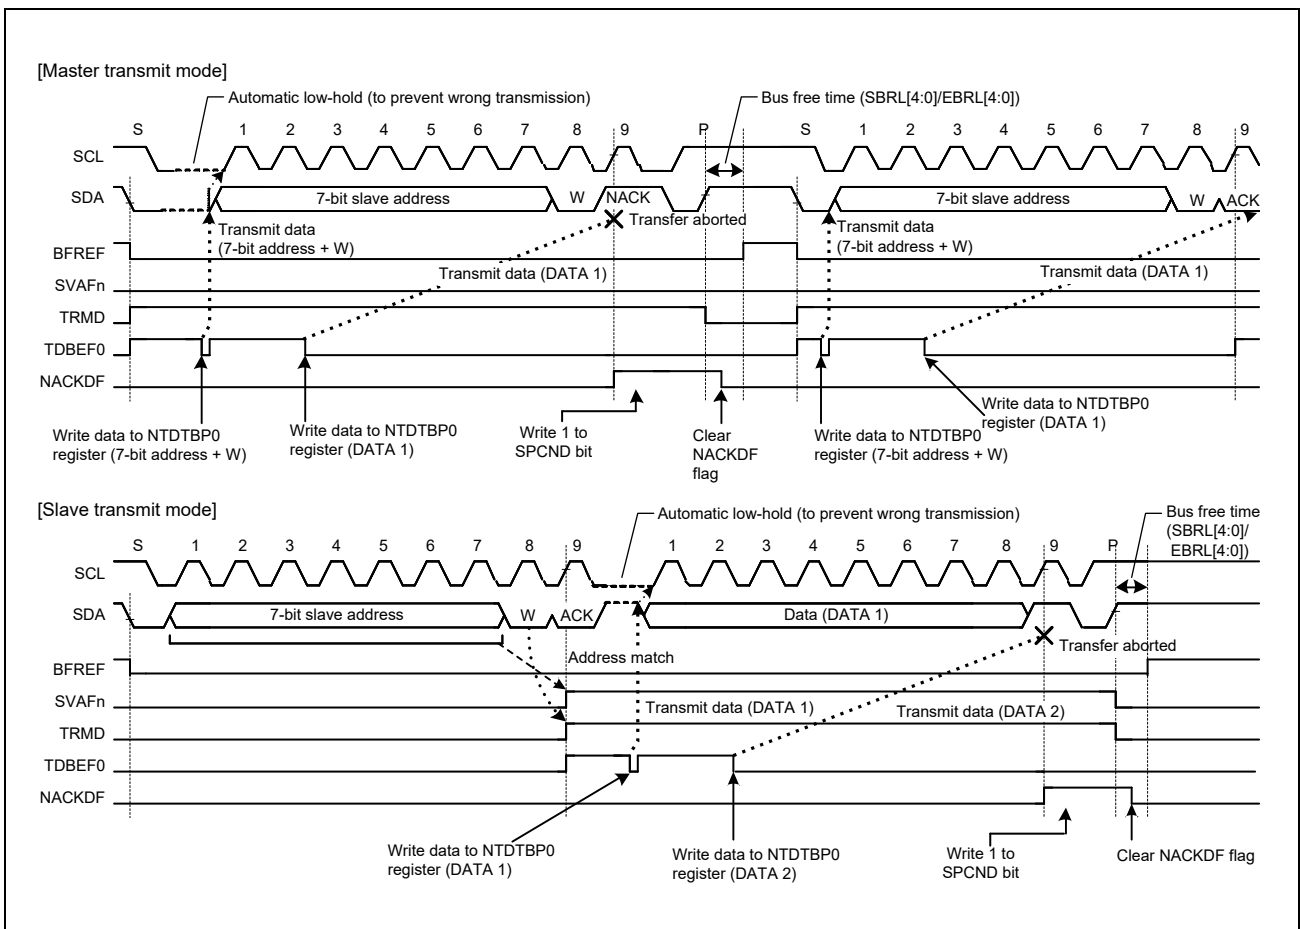 [Master transmit mode]
Automatic low-hold (to prevent wrong transmission)
Bus free time (SBRL[4:0]/EBRL[4:0])
S 1 2 3 4 5 6 7 8 9 P S 1 2 3 4 5 6 7 8 9
SCL
SDA 7-bit slave address W NACK 7-bit slave address W ACK
Transfer aborted
Transmit data
(7-bit address + W)
Transmit data
(7-bit address + W)
BFREF
Transmit data (DATA 1)
Transmit data (DATA 1)
SVAFn
TRMD
TDBEF0
NACKDF
Write data to NTDTBP0
register (7-bit address + W)
Write data to NTDTBP0
register (DATA 1)
Write 1 to
SPCND bit
Clear
NACKDF
flag
Write data to NTDTBP0
register (7-bit address + W)
Write data to NTDTBP0
register (DATA 1)
[Slave transmit mode]
Automatic low-hold (to prevent wrong transmission)
Bus free time
(SBRL[4:0]/
EBRL[4:0])
S 1 2 3 4 5 6 7 8 9 1 2 3 4 5 6 7 8 9 P
SCL
SDA 7-bit slave address W ACK Data (DATA 1)
Transfer aborted
Address match
BFREF
SVAFn
Transmit data (DATA 1)
Transmit data (DATA 2)
TRMD
TDBEF0
NACKDF
Write data to NTDTBP0
register (DATA 1)
Write data to NTDTBP0
register (DATA 2)
Write 1 to
SPCND bit
Clear NACKDF flag